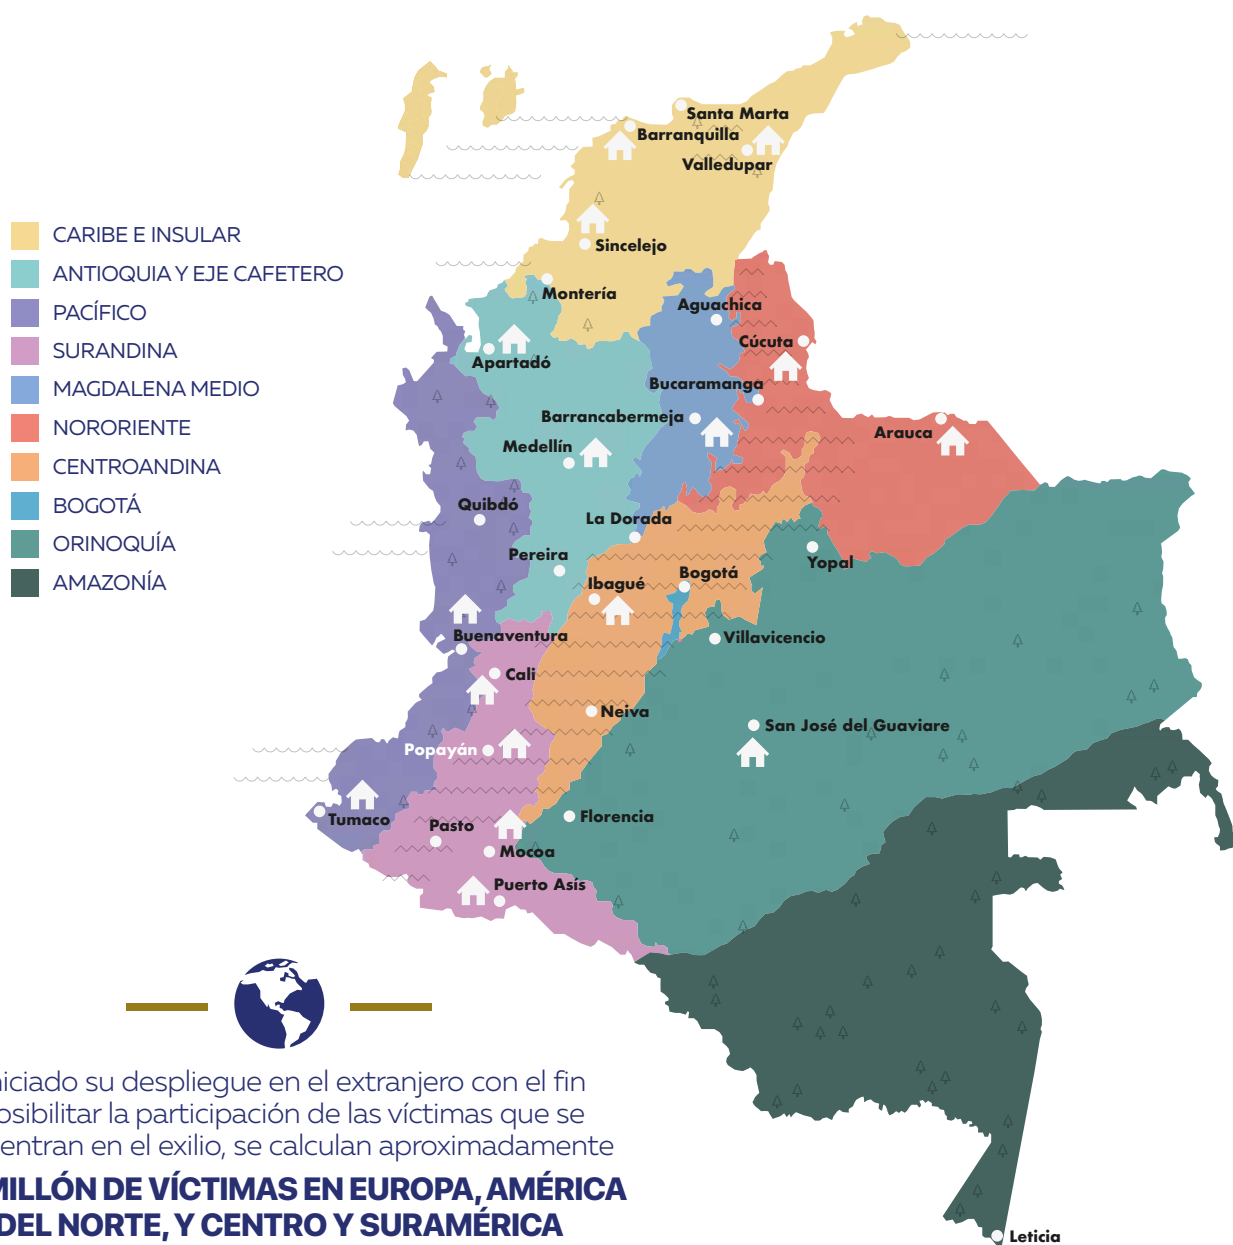 Santa Marta
Barranquilla
Valledupar
CARIBE E INSULAR
ANTIOQUIA Y EJE CAFETERO
PACÍFICO
SURANDINA
MAGDALENA MEDIO
NORORIENTE
CENTROANDINA
BOGOTÁ
ORINOQUÍA
AMAZONÍA
Sincelejo
Montería
Aguachica
Cúcuta
Apartadó
Bucaramanga
Barrancabermeja
Arauca
Medellín
Quibdó
La Dorada
Pereira
Yopal
Ibagué
Bogotá
Buenaventura
Villavicencio
Cali
Neiva
San José del Guaviare
Popayán
Tumaco
Florencia
Pasto
Mocoa
Puerto Asís
niciado su despliegue en el extranjero con el fin
osibilitar la participación de las víctimas que se
entran en el exilio, se calculan aproximadamente
MILLÓN DE VÍCTIMAS EN EUROPA, AMÉRICA
DEL NORTE, Y CENTRO Y SURAMÉRICA
Leticia